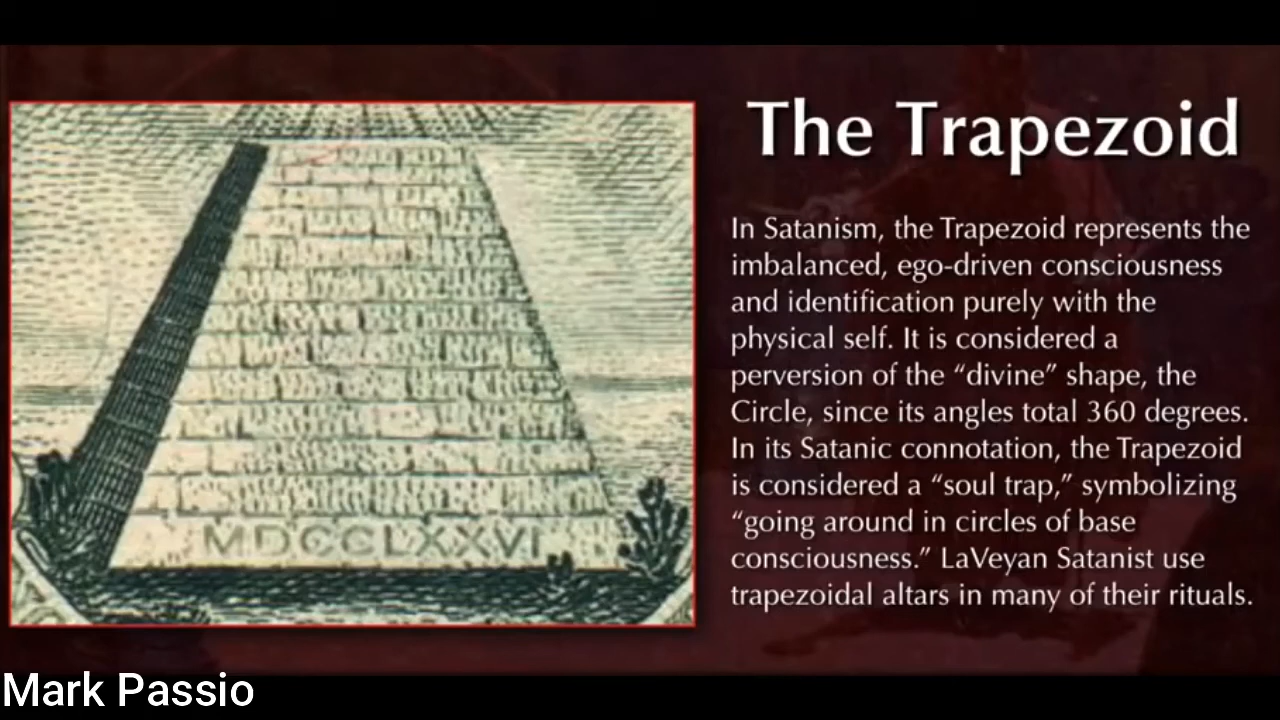 The Trapezoid
In Satanism, the Trapezoid represents the
imbalanced, ego-driven consciousness
and identification purely with the
physical self. It is considered a
perversion of the “divine” shape, the
Circle, since its angles total 360 degrees.
In its Satanic connotation, the Trapezoid
is considered a “soul trap,” symbolizing
“going around in circles of base
consciousness.” LaVeyan Satanist use
trapezoidal altars in many of their rituals.
MDCCLXXVI
Mark Passio